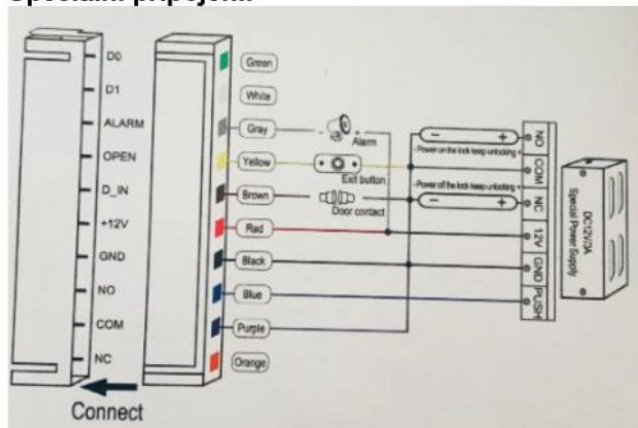 D0
D1
ALARM
OPEN
D_IN
+12V
GND
NO
COM
NC
Connect
Green
White
Gray
Yellow
Brown
Red
Black
Blue
Purple
Orange
Alarm
Exit button
Door contact
- +
- Power on the lock keep unlocking +
- Power off the lock keep unlocking +
- +
NO
COM
NC
12V
GND
PUSH
DC12V/3A
Special Power Supply